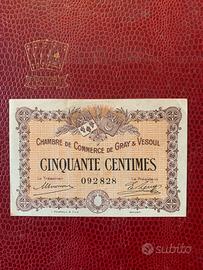 CHAMBRE DE COMMERCE DE GRAY & VESOUL
CINQUANTE CENTIMES
Le Trésorier
092828
Le Président
subito